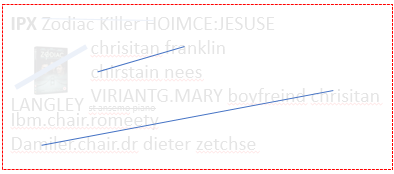 IPX Zodiac Killer HOIMCE:JESUSE
chrisitan franklin
chirstain nees
LANGLEY VIRIANTG.MARY boyfreind chrisitan
Ibm.chair.romeety
Damiler.chair.dr dieter zetchse